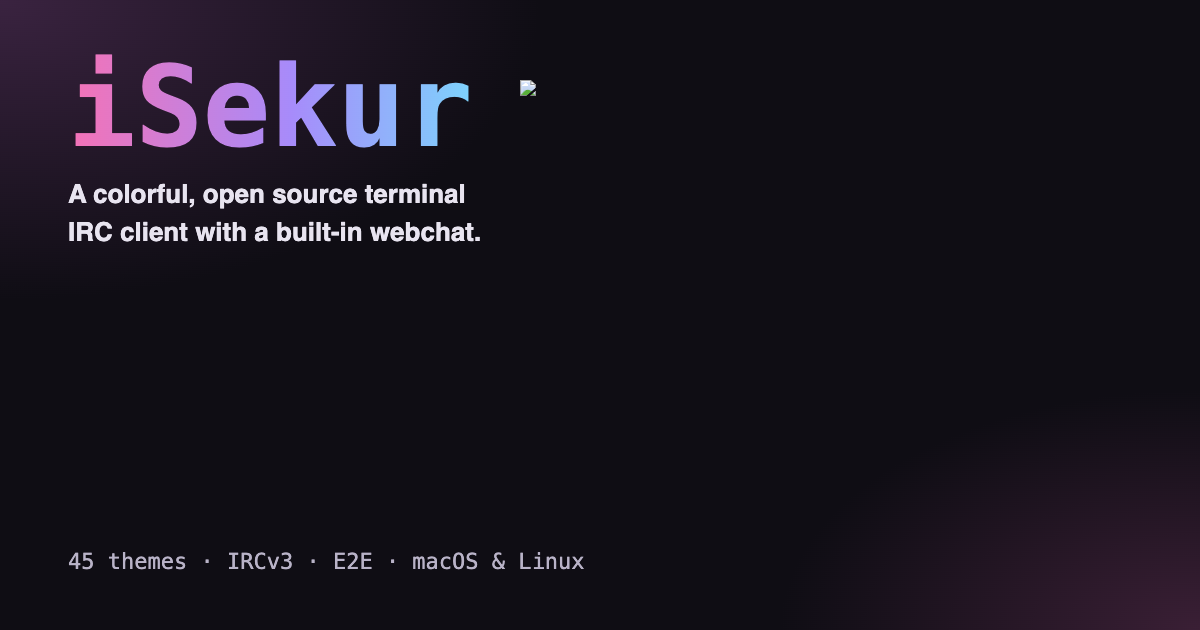 iSekur
A colorful, open source terminal
IRC client with a built-in webchat.
45 themes · IRCv3 · E2E · macOS & Linux